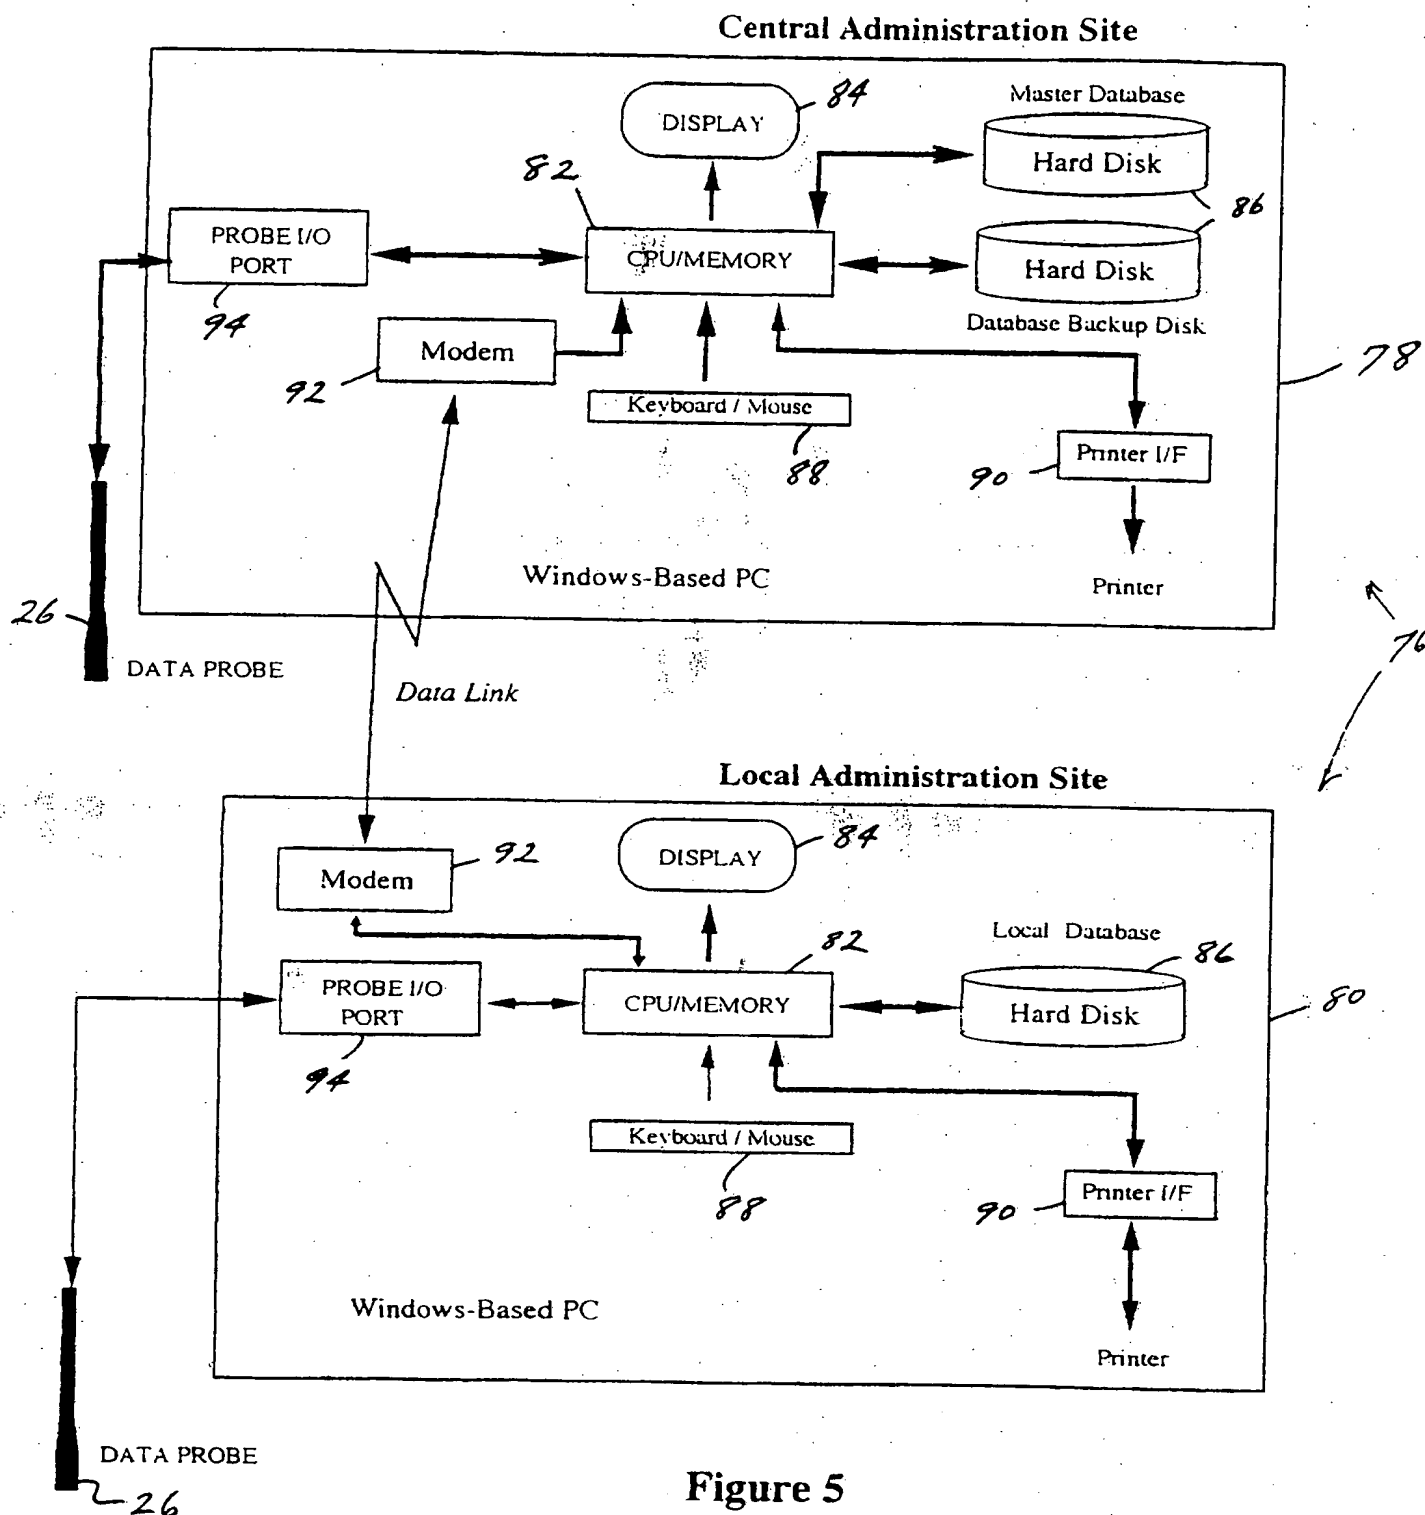 Central Administration Site
84
Master Database
DISPLAY
Hard Disk
82
86
PROBE I/O
PORT
CPU/MEMORY
Hard Disk
94
Database Backup Disk
Modem
78
92
Keyboard / Mouse
88
Printer I/F
90
Windows-Based PC
Printer
26
76
DATA PROBE
Data Link
Local Administration Site
84
92
DISPLAY
Modem
82
Local Database
86
PROBE I/O
PORT
CPU/MEMORY
Hard Disk
80
94
Keyboard / Mouse
88
Printer I/F
90
Windows-Based PC
Printer
DATA PROBE
26
Figure 5